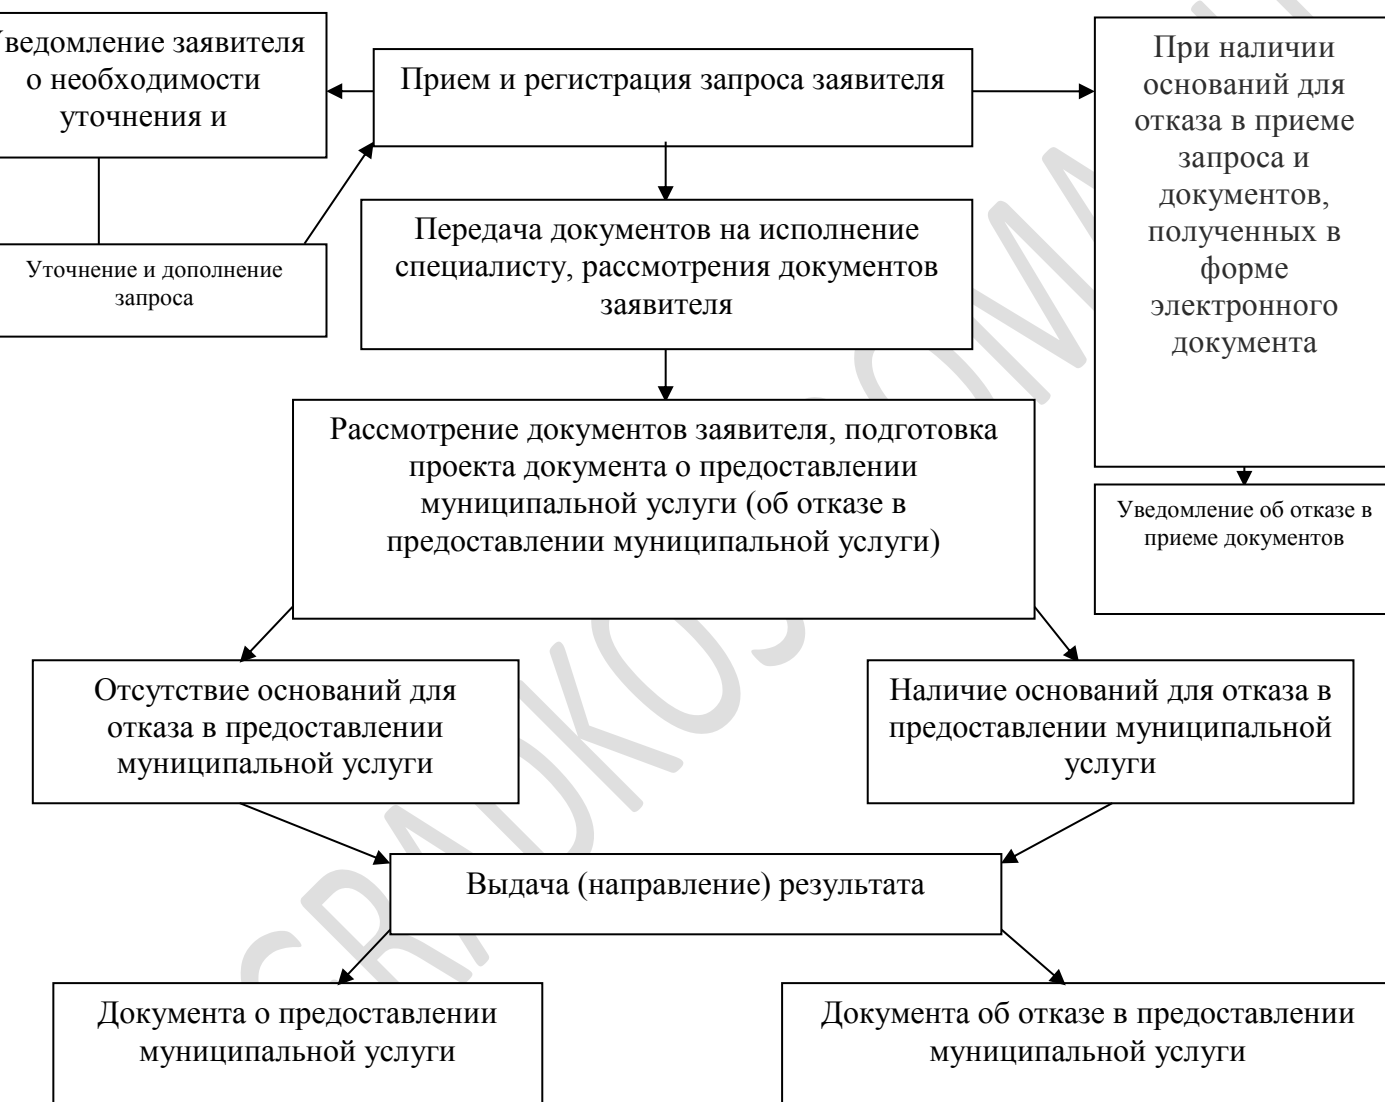 Уведомление заявителя
о необходимости
уточнения и
Прием и регистрация запроса заявителя
При наличии
оснований для
отказа в приеме
запроса и
документов,
полученных в
форме
электронного
документа
Уточнение и дополнение
запроса
Передача документов на исполнение
специалисту, рассмотрения документов
заявителя
Рассмотрение документов заявителя, подготовка
проекта документа о предоставлении
муниципальной услуги (об отказе в
предоставлении муниципальной услуги)
Уведомление об отказе в
приеме документов
Отсутствие оснований для
отказа в предоставлении
муниципальной услуги
Наличие оснований для отказа в
предоставлении муниципальной
услуги
Выдача (направление) результата
Документа о предоставлении
муниципальной услуги
Документа об отказе в предоставлении
муниципальной услуги